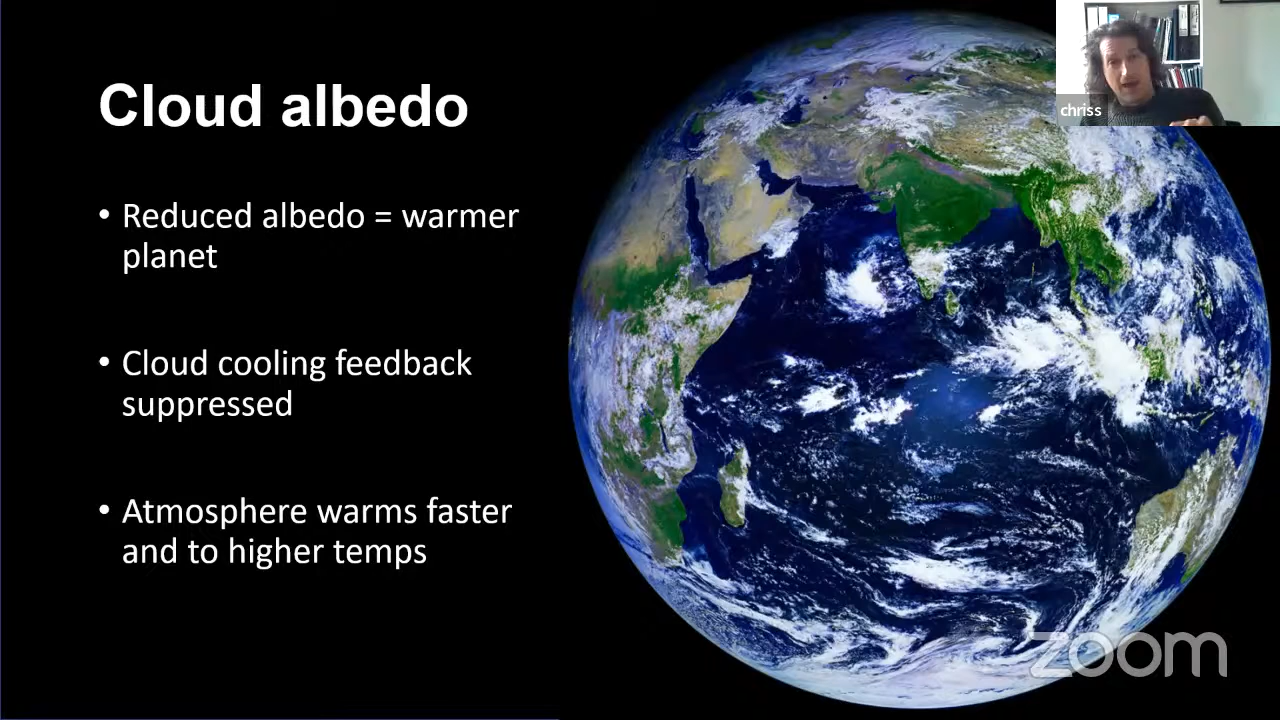 Cloud albedo
• Reduced albedo = warmer
planet
• Cloud cooling feedback
suppressed
• Atmosphere warms faster
and to higher temps
chriss
zoom